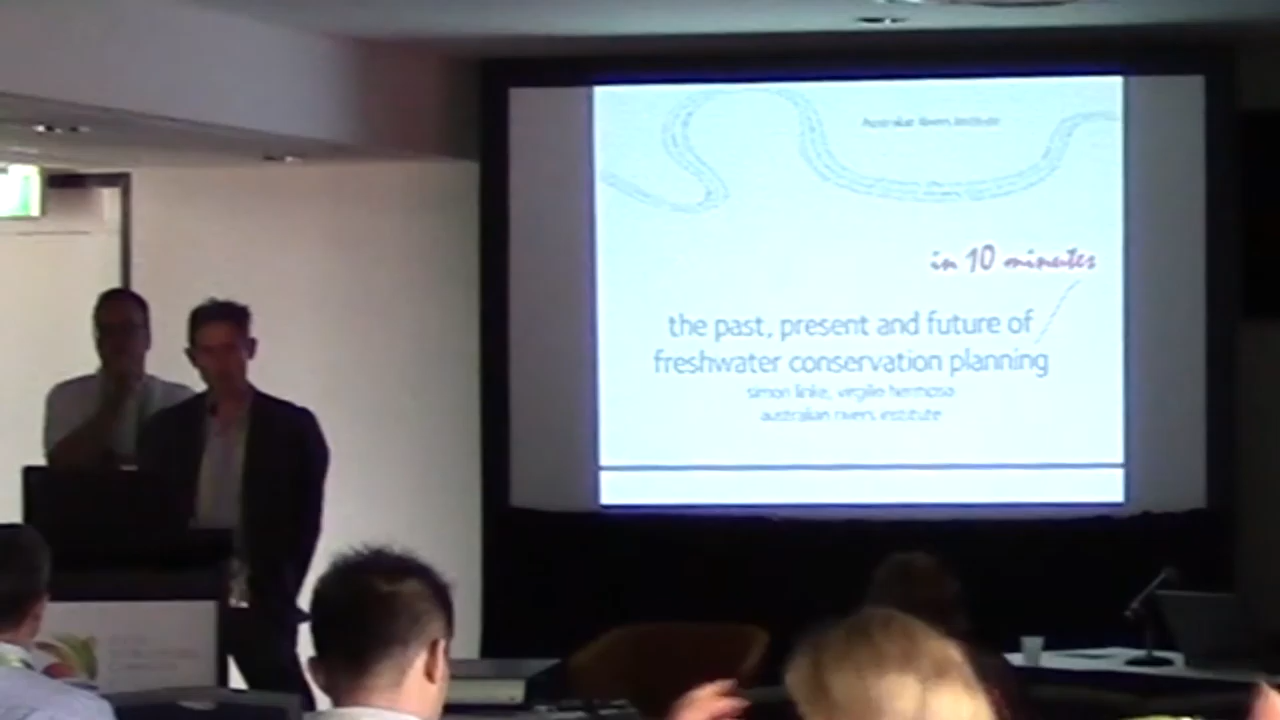 Australian Rivers Institute
in 10 minutes
the past, present and future of
freshwater conservation planning
simon linke, virgilio hermoso
australian rivers institute